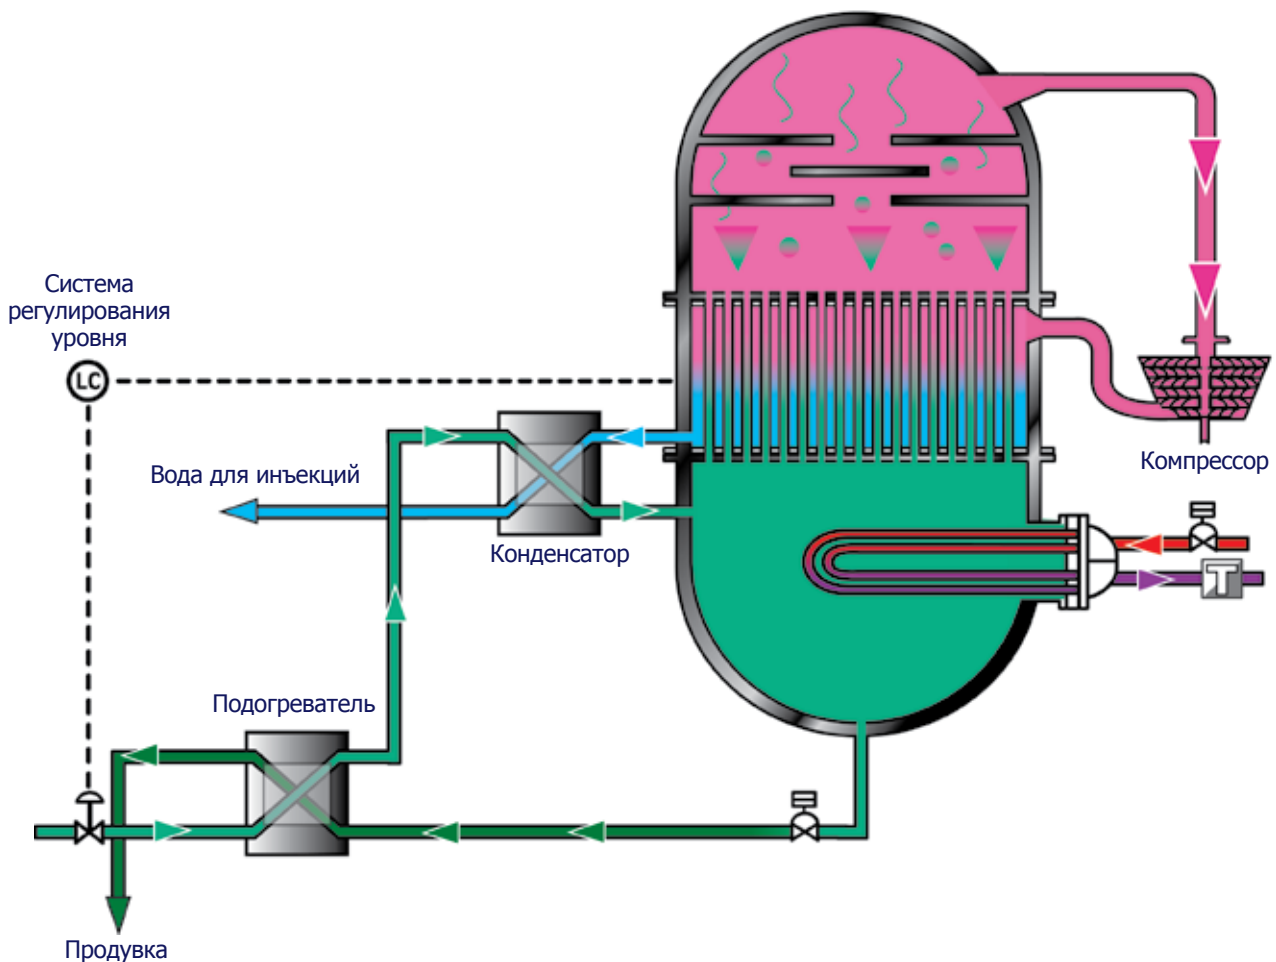 Система
регулирования
уровня
LC
Вода для инъекций
Конденсатор
Компрессор
T
Подогреватель
Продувка